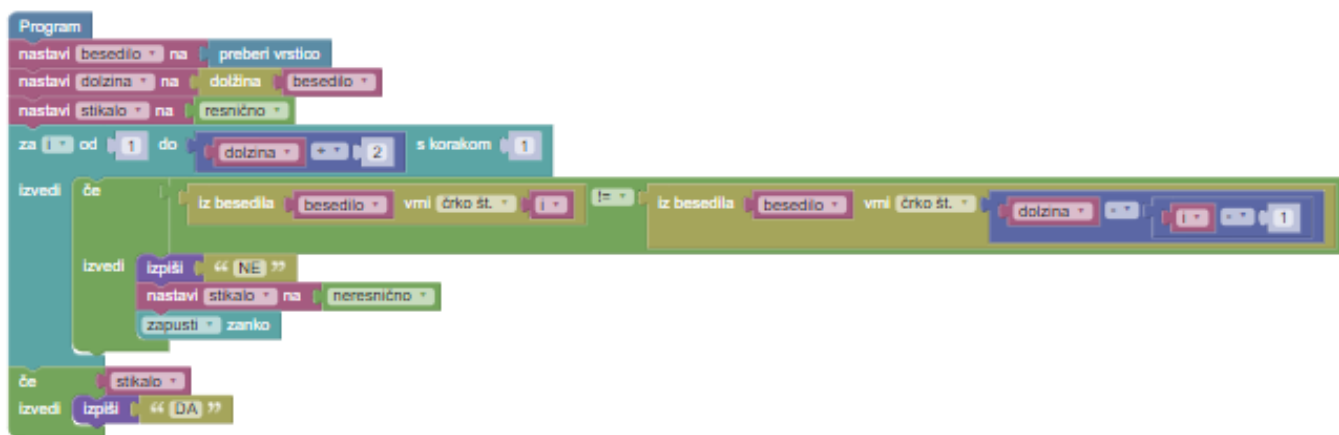 Program
nastavi besedilo na preberi vrstico
nastavi dolzina na dolžina besedilo
nastavi stikalo na resnično
za i od 1 do dolzina ÷ 2 s korakom 1
izvedi če iz besedila besedilo vrni črko št. i != iz besedila besedilo vrni črko št. dolzina - i - 1
izvedi izpiši “ NE ”
nastavi stikalo na neresnično
zapusti zanko
če stikalo
izvedi izpiši “ DA ”